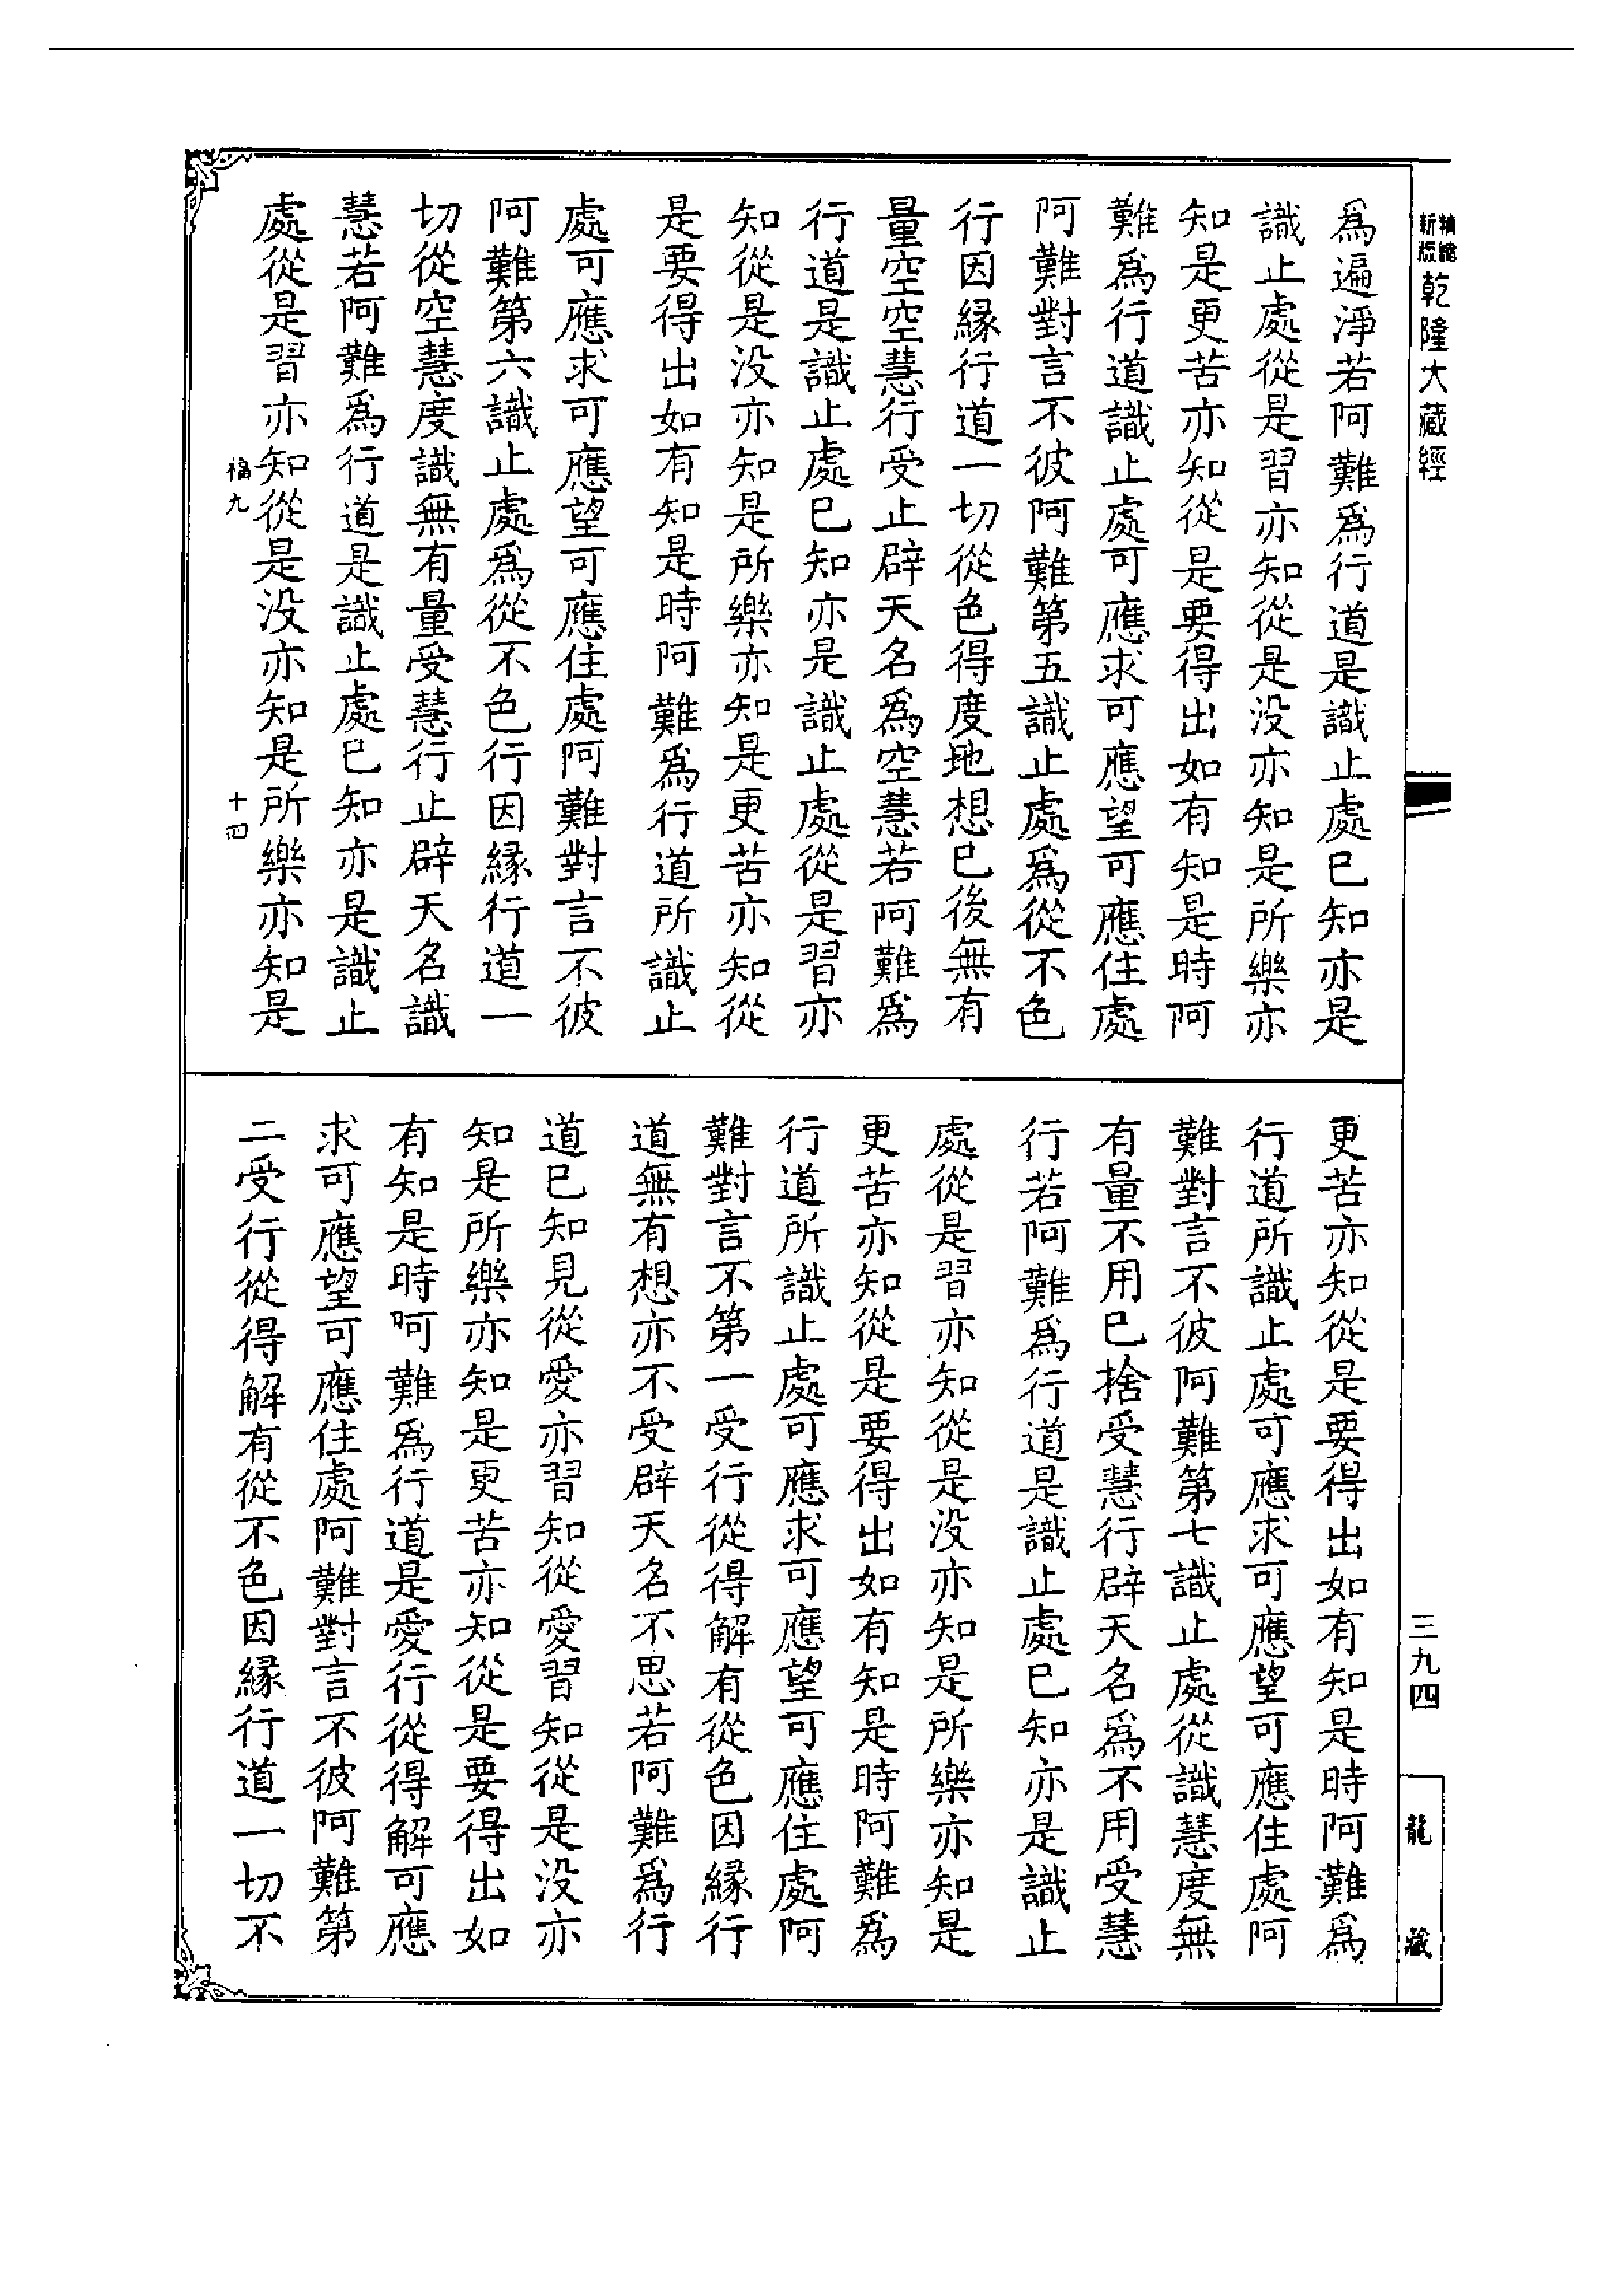 精縮新版乾隆大藏經
為遍淨若阿難為行道是識止處已知亦是
識止處從是習亦知從是没亦知是所樂亦
知是更苦亦知從是要得出如有知是時阿
難為行道識止處可應求可應望可應住處
阿難對言不彼阿難第五識止處為從不色
行因緣行道一切從色得度地想已後無有
量空空慧行受止辟天名為空慧若阿難為
行道是識止處已知亦是識止處從是習亦
知從是没亦知是所樂亦知是更苦亦知從
是要得出如有知是時阿難為行道所識止
處可應求可應望可應住處阿難對言不彼
阿難第六識止處為從不色行因緣行道一
切從空慧度識無有量受慧行止辟天名識
慧若阿難為行道是識止處已知亦是識止
處從是習亦知從是没亦知是所樂亦知是
福九
十四
更苦亦知從是要得出如有知是時阿難為
行道所識止處可應求可應望可應住處阿
難對言不彼阿難第七識止處從識慧度無
有量不用已捨受慧行辟天名為不用受慧
行若阿難為行道是識止處已知亦是識止
處從是習亦知從是没亦知是所樂亦知是
更苦亦知從是要得出如有知是時阿難為
行道所識止處可應求可應望可應住處阿
難對言不第一受行從得解有從色因緣行
道無有想亦不受辟天名不思若阿難為行
道已知見從愛亦習知從愛習知從是没亦
知是所樂亦知是更苦亦知從是要得出如
有知是時呵難為行道是愛行從得解可應
求可應望可應住處阿難對言不彼阿難第
二受行從得解有從不色因緣行道一切不
三九四
龍藏